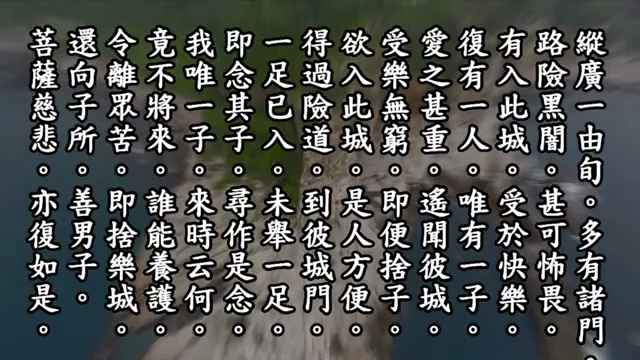 縱廣一由旬。多有諸門。
路險黑闇。甚可怖畏。
有入此城。受於快樂。
復有一人。唯有一子。
愛之甚重。遙聞彼城。
受樂無窮。即便捨子。
欲入此城。是人方便。
得過險道。到彼城門。
一足已入。未舉一足。
即念其子。尋作是念。
我唯一子。來時云何。
竟不將來。誰能養護。
令離眾苦。即捨樂城。
還向子所。善男子。
菩薩慈悲。亦復如是。